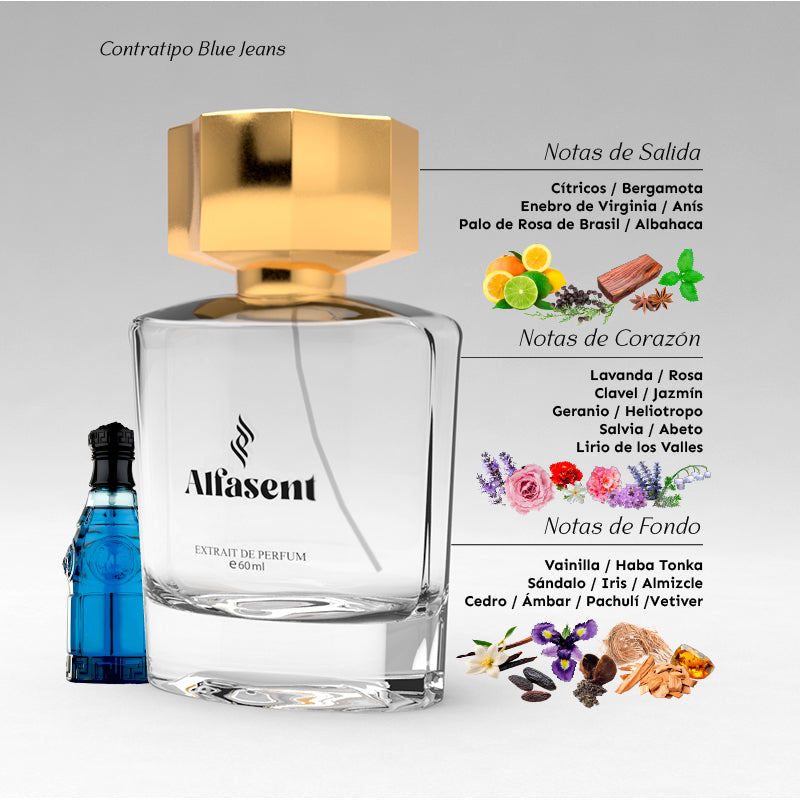 Contratipo Blue Jeans
Notas de Salida
Cítricos / Bergamota
Enebro de Virginia / Anís
Palo de Rosa de Brasil / Albahaca
Notas de Corazón
Lavanda / Rosa
Clavel / Jazmín
Geranio / Heliotropo
Salvia / Abeto
Lirio de los Valles
Alfasent
EXTRAIT DE PERFUM
℮60ml
Notas de Fondo
Vainilla / Haba Tonka
Sándalo / Iris / Almizcle
Cedro / Ámbar / Pachulí /Vetiver